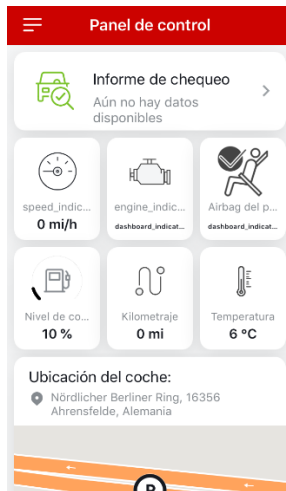 Panel de control
Informe de chequeo
Aún no hay datos
disponibles
speed_indic...
0 mi/h
engine_indic...
dashboard_indicat...
Airbag del p...
dashboard_indicat...
Nivel de co...
10 %
Kilometraje
0 mi
Temperatura
6 ºC
Ubicación del coche:
Nördlicher Berliner Ring, 16356
Ahrensfelde, Alemania
P